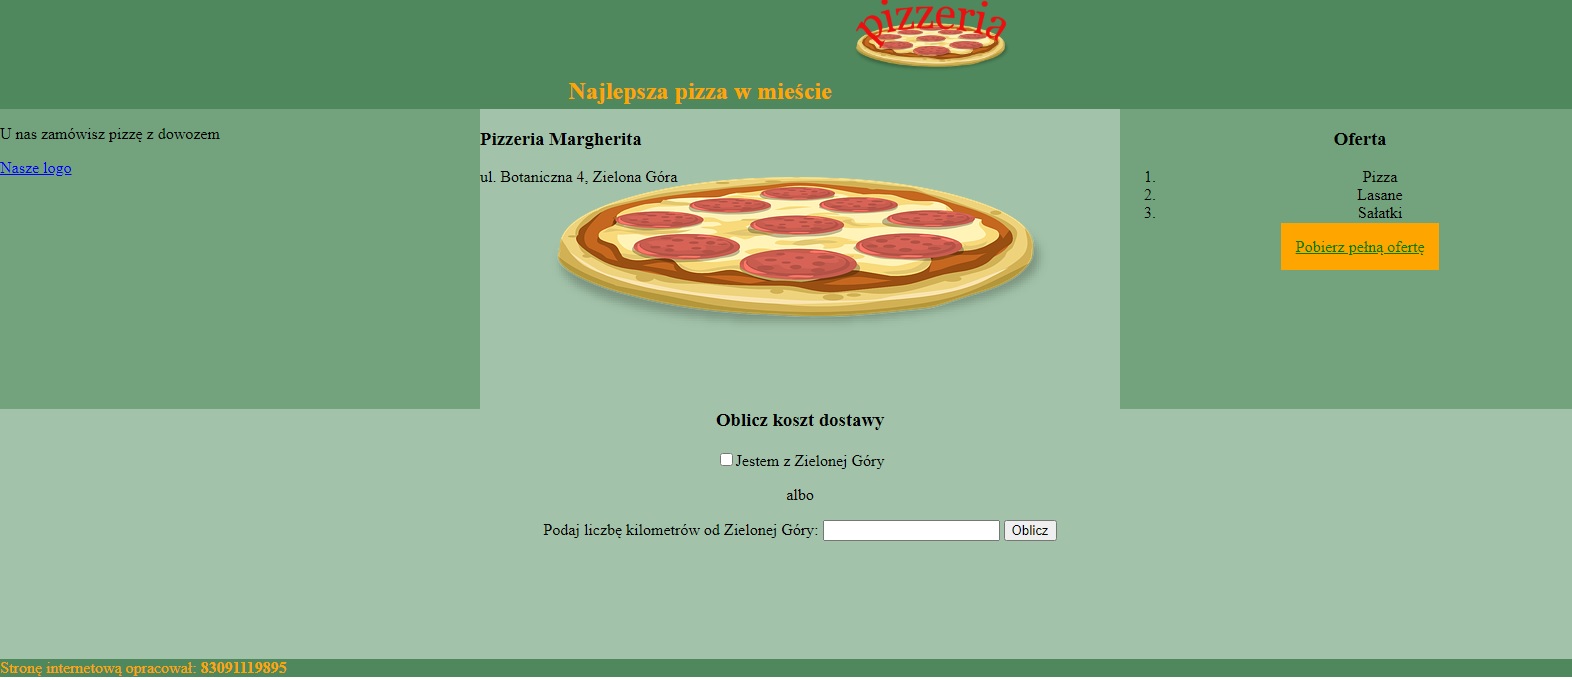 pizzeria
Najlepsza pizza w mieście
U nas zamówisz pizzę z dowozem
Nasze logo
Pizzeria Margherita
ul. Botaniczna 4, Zielona Góra
Oferta
1. Pizza
2. Lasane
3. Sałatki
Pobierz pełną ofertę
Oblicz koszt dostawy
Jestem z Zielonej Góry
albo
Podaj liczbę kilometrów od Zielonej Góry: Oblicz
Stronę internetową opracował: 83091119895